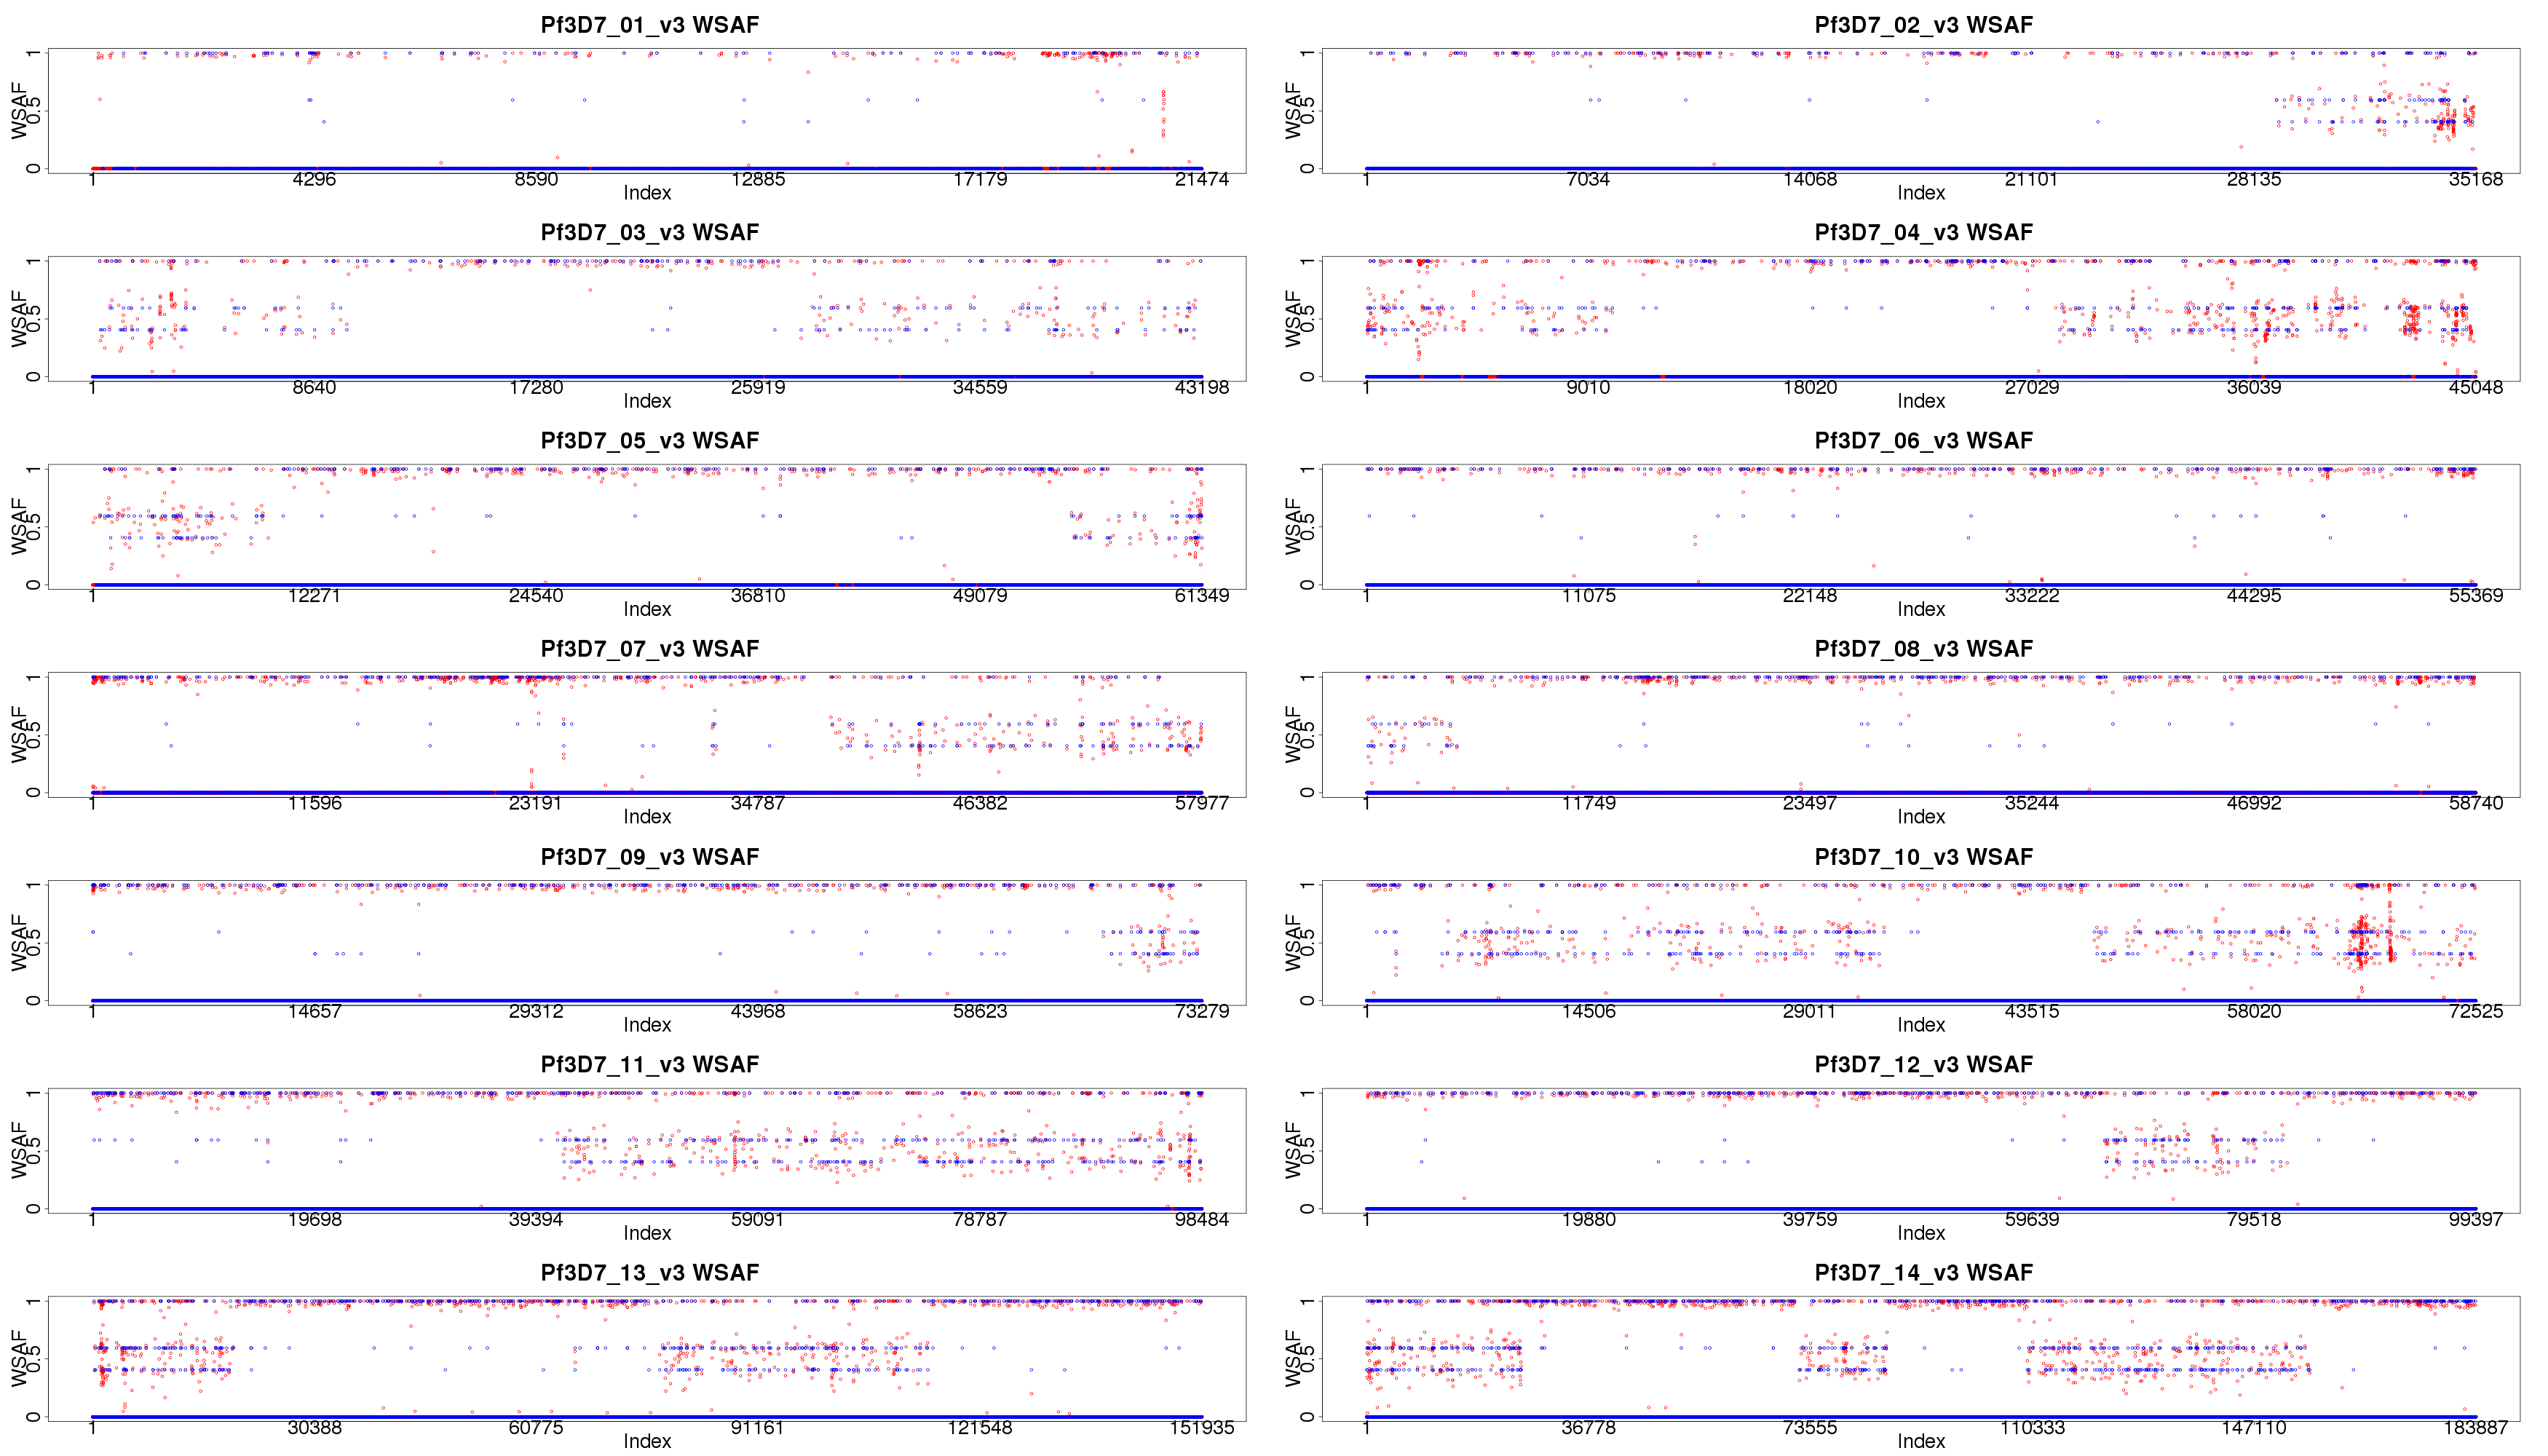 Pf3D7_01_v3 WSAF
WSAF
0 0.5 1
1 4296 8590 12885 17179 21474
Index
Pf3D7_02_v3 WSAF
WSAF
0 0.5 1
1 7034 14068 21101 28135 35168
Index
Pf3D7_03_v3 WSAF
WSAF
0 0.5 1
1 8640 17280 25919 34559 43198
Index
Pf3D7_04_v3 WSAF
WSAF
0 0.5 1
1 9010 18020 27029 36039 45048
Index
Pf3D7_05_v3 WSAF
WSAF
0 0.5 1
1 12271 24540 36810 49079 61349
Index
Pf3D7_06_v3 WSAF
WSAF
0 0.5 1
1 11075 22148 33222 44295 55369
Index
Pf3D7_07_v3 WSAF
WSAF
0 0.5 1
1 11596 23191 34787 46382 57977
Index
Pf3D7_08_v3 WSAF
WSAF
0 0.5 1
1 11749 23497 35244 46992 58740
Index
Pf3D7_09_v3 WSAF
WSAF
0 0.5 1
1 14657 29312 43968 58623 73279
Index
Pf3D7_10_v3 WSAF
WSAF
0 0.5 1
1 14506 29011 43515 58020 72525
Index
Pf3D7_11_v3 WSAF
WSAF
0 0.5 1
1 19698 39394 59091 78787 98484
Index
Pf3D7_12_v3 WSAF
WSAF
0 0.5 1
1 19880 39759 59639 79518 99397
Index
Pf3D7_13_v3 WSAF
WSAF
0 0.5 1
1 30388 60775 91161 121548 151935
Index
Pf3D7_14_v3 WSAF
WSAF
0 0.5 1
1 36778 73555 110333 147110 183887
Index